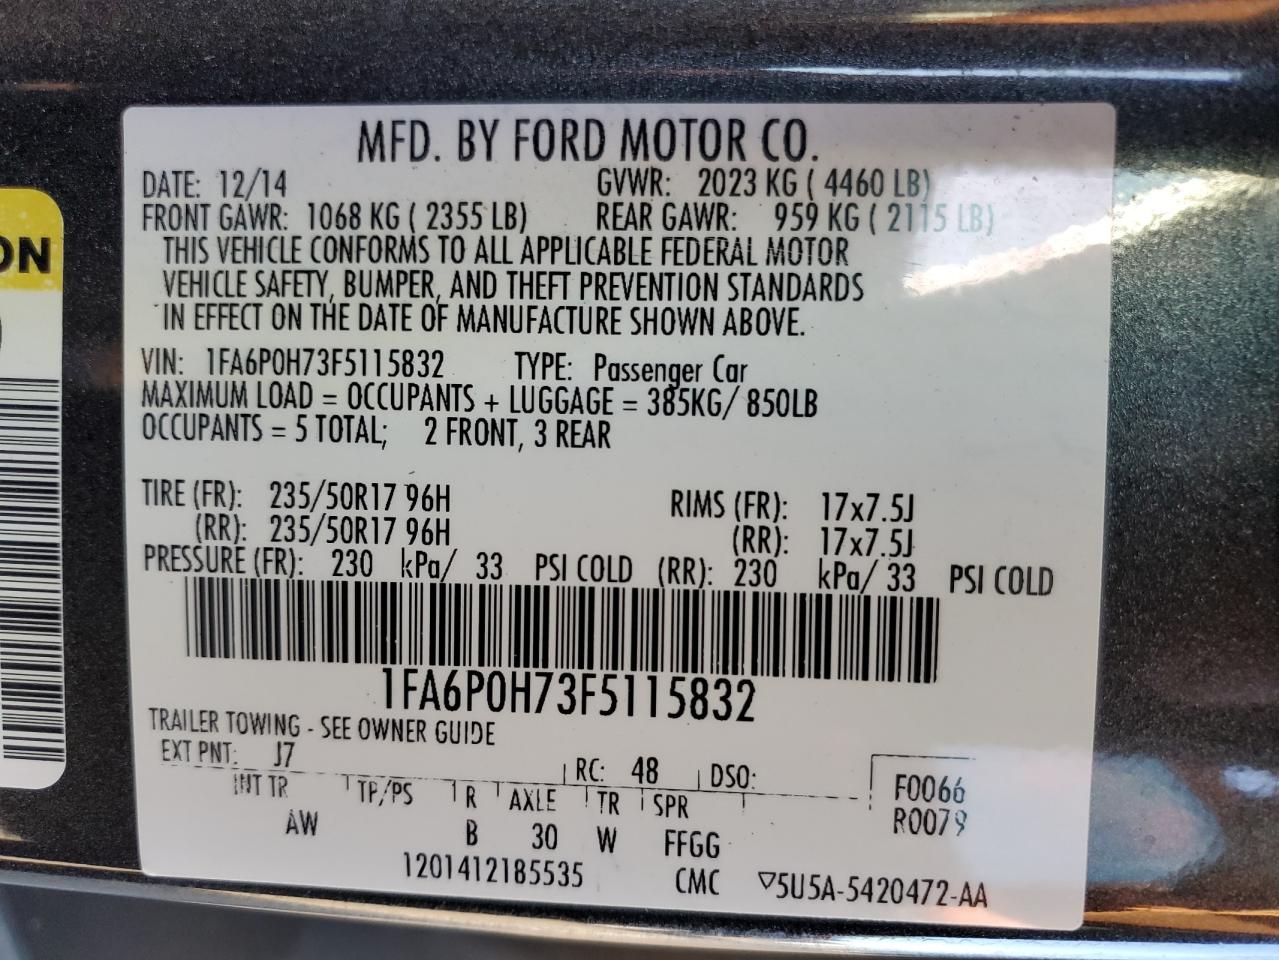 MFD. BY FORD MOTOR CO.
DATE: 12/14 GVWR: 2023 KG ( 4460 LB)
FRONT GAWR: 1068 KG ( 2355 LB) REAR GAWR: 959 KG ( 2115 LB)
THIS VEHICLE CONFORMS TO ALL APPLICABLE FEDERAL MOTOR
VEHICLE SAFETY, BUMPER, AND THEFT PREVENTION STANDARDS
IN EFFECT ON THE DATE OF MANUFACTURE SHOWN ABOVE.
VIN: 1FA6P0H73F5115832 TYPE: Passenger Car
MAXIMUM LOAD = OCCUPANTS + LUGGAGE = 385KG/ 850LB
OCCUPANTS = 5 TOTAL; 2 FRONT, 3 REAR
TIRE (FR): 235/50R17 96H RIMS (FR): 17x7.5J
(RR): 235/50R17 96H (RR): 17x7.5J
PRESSURE (FR): 230 kPa/ 33 PSI COLD (RR): 230 kPa/ 33 PSI COLD
1FA6P0H73F5115832
TRAILER TOWING - SEE OWNER GUIDE
EXT PNT: J7 RC: 48 DSO: F0066
INT TR TP/PS R AXLE TR SPR R0079
AW B 30 W FFGG
1201412185535 CMC ▽5U5A-5420472-AA
ON